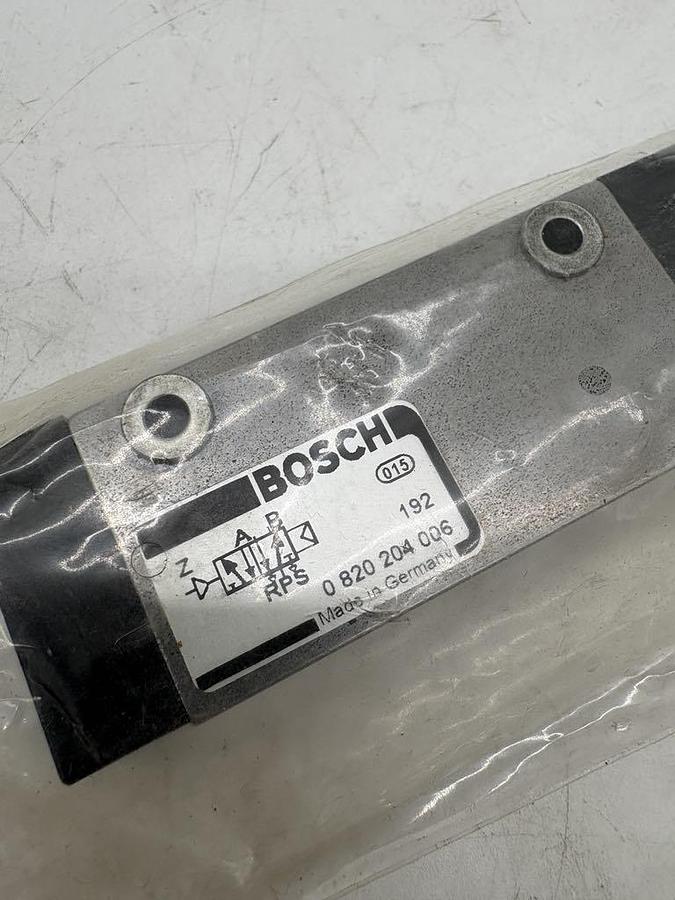 BOSCH
015
192
Z
A B
RPS
0 820 204 006
Made in Germany